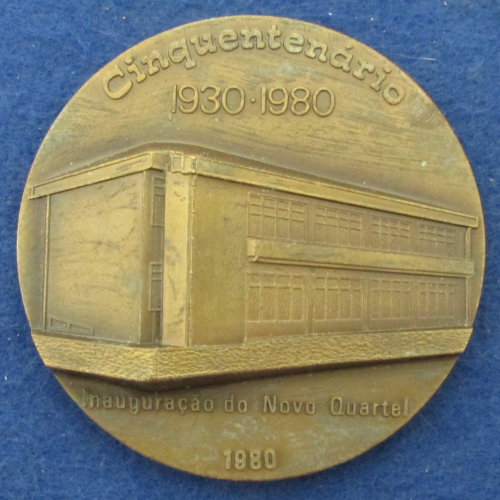 Cinquentenário
1930·1980
Inauguração do Novo Quartel
1980